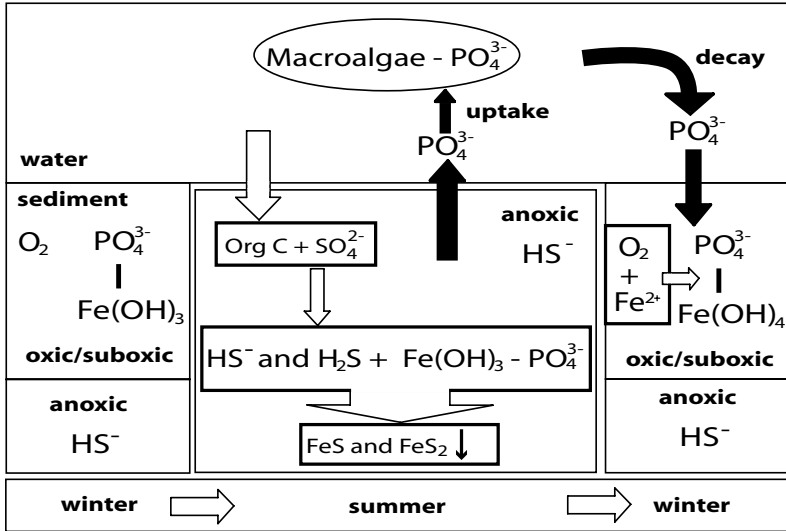 Macroalgae - PO₄³⁻
decay
uptake
PO₄³⁻
PO₄³⁻
water
sediment
O₂ PO₄³⁻
Fe(OH)₃
oxic/suboxic
anoxic
HS⁻
Org C + SO₄²⁻
anoxic
HS⁻
HS⁻ and H₂S + Fe(OH)₃ - PO₄³⁻
FeS and FeS₂
O₂
+
Fe²⁺
PO₄³⁻
Fe(OH)₄
oxic/suboxic
anoxic
HS⁻
winter summer winter